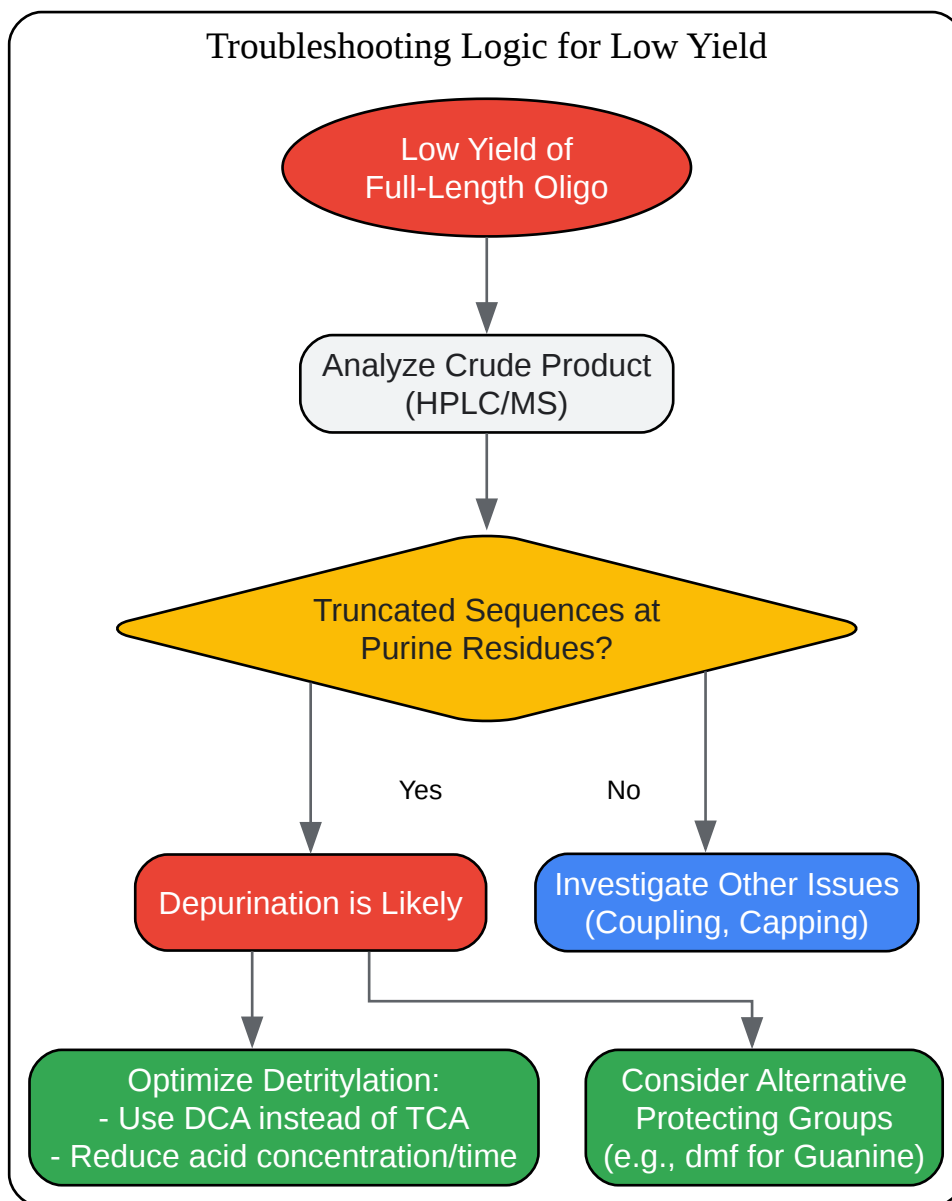 Troubleshooting Logic for Low Yield
Low Yield of
Full-Length Oligo
Analyze Crude Product
(HPLC/MS)
Truncated Sequences at
Purine Residues?
Yes
No
Depurination is Likely
Investigate Other Issues
(Coupling, Capping)
Optimize Detritylation:
- Use DCA instead of TCA
- Reduce acid concentration/time
Consider Alternative
Protecting Groups
(e.g., dmf for Guanine)